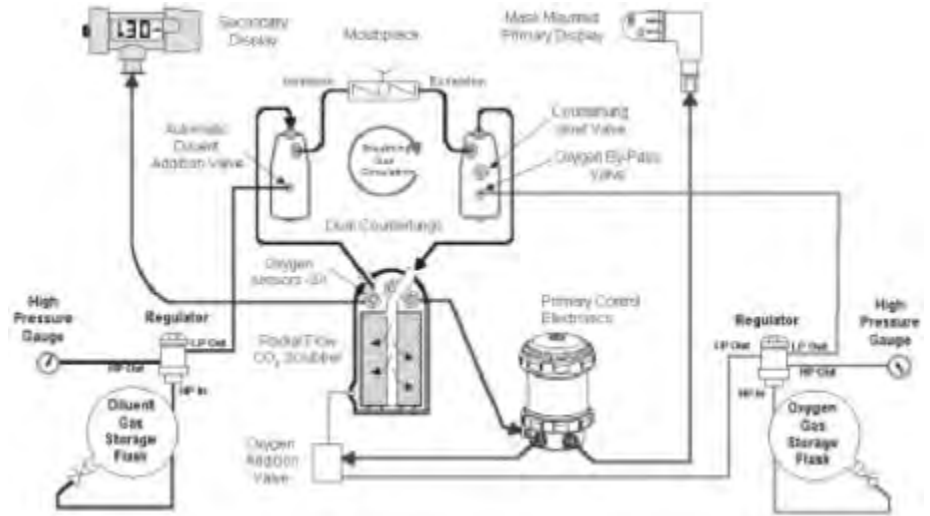 Secondary
Display
1.30
Mouthpiece
Mask Mounted
Primary Display
Inhalation
Exhalation
Automatic
Diluent
Addition Valve
Breathing
Gas
Circulation
Counterlung
Relief Valve
Oxygen By-Pass
Valve
Dual Counterlungs
Oxygen
sensors
High
Pressure
Gauge
Regulator
LP Out
HP Out
HP In
Diluent
Gas
Storage
Flask
Radial Flow
CO₂ Scrubber
Primary Control
Electronics
Oxygen
Addition
Valve
Regulator
LP Out
LP Out
HP Out
HP In
High
Pressure
Gauge
Oxygen
Gas
Storage
Flask